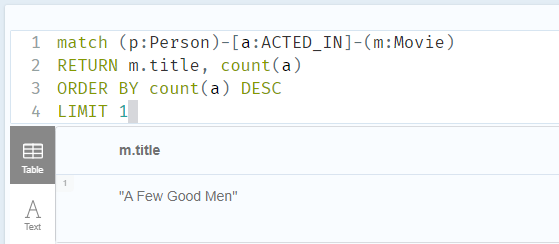 1 match (p:Person)-[a:ACTED_IN]-(m:Movie)
2 RETURN m.title, count(a)
3 ORDER BY count(a) DESC
4 LIMIT 1
m.title
Table
1
"A Few Good Men"
A
Text